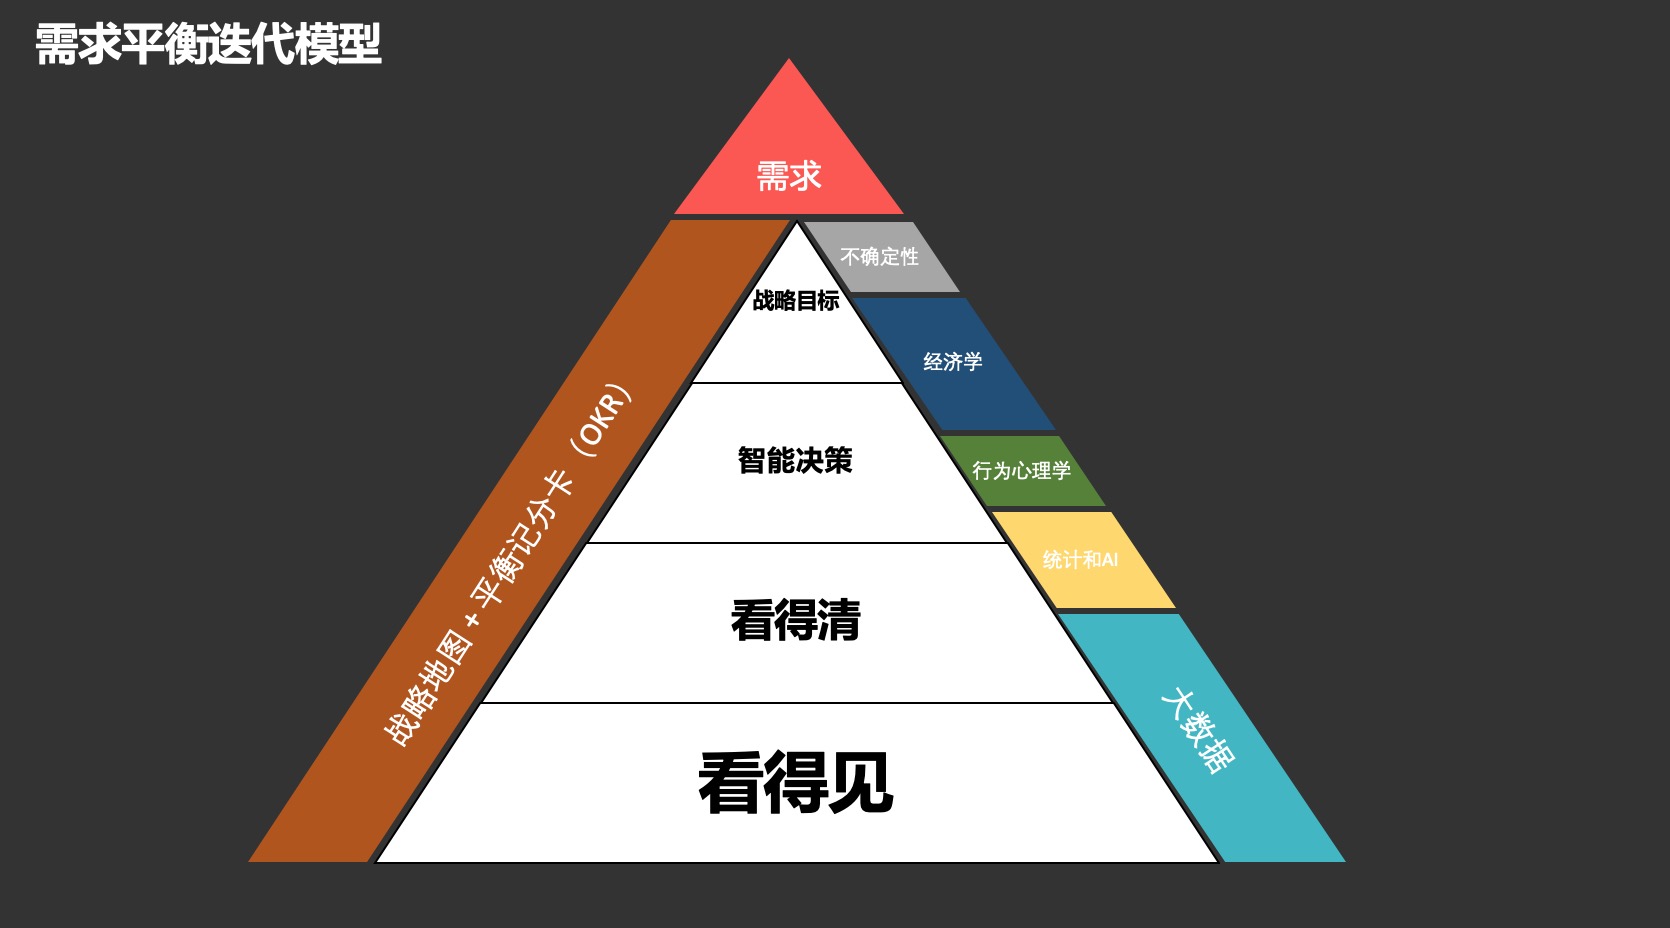 需求平衡迭代模型
需求
不确定性
战略目标
经济学
战略地图+平衡记分卡（OKR）
智能决策
行为心理学
统计和AI
看得清
大数据
看得见